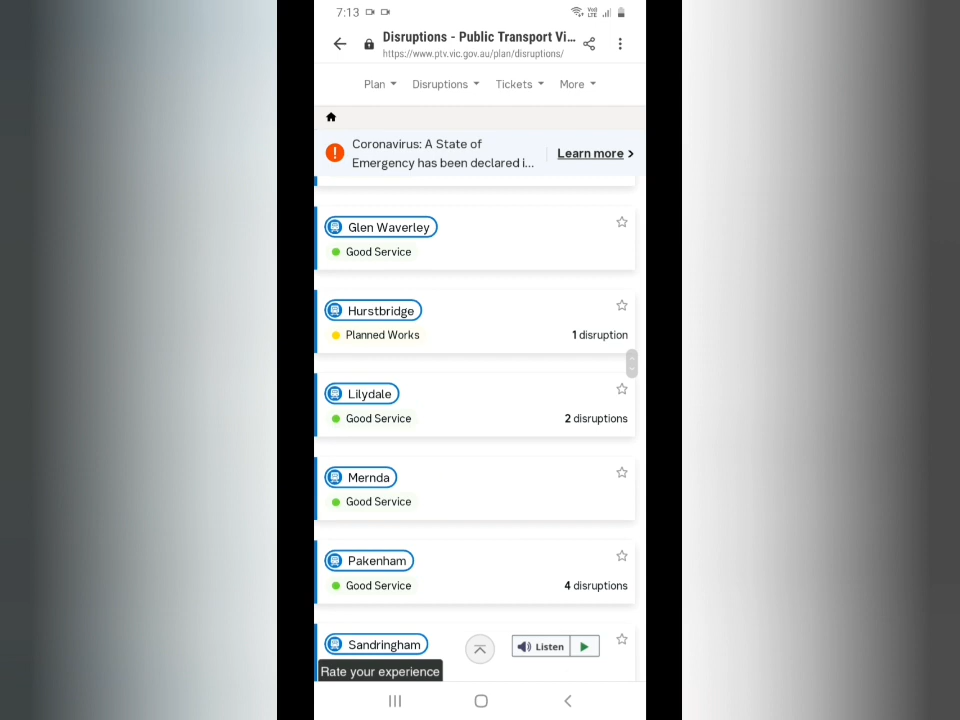 7:13
Vo) LTE
Disruptions - Public Transport Vi...
https://www.ptv.vic.gov.au/plan/disruptions/
Plan Disruptions Tickets More
Coronavirus: A State of
Emergency has been declared i...
Learn more
Glen Waverley
Good Service
Hurstbridge
Planned Works 1 disruption
Lilydale
Good Service 2 disruptions
Mernda
Good Service
Pakenham
Good Service 4 disruptions
Sandringham
Listen
Rate your experience